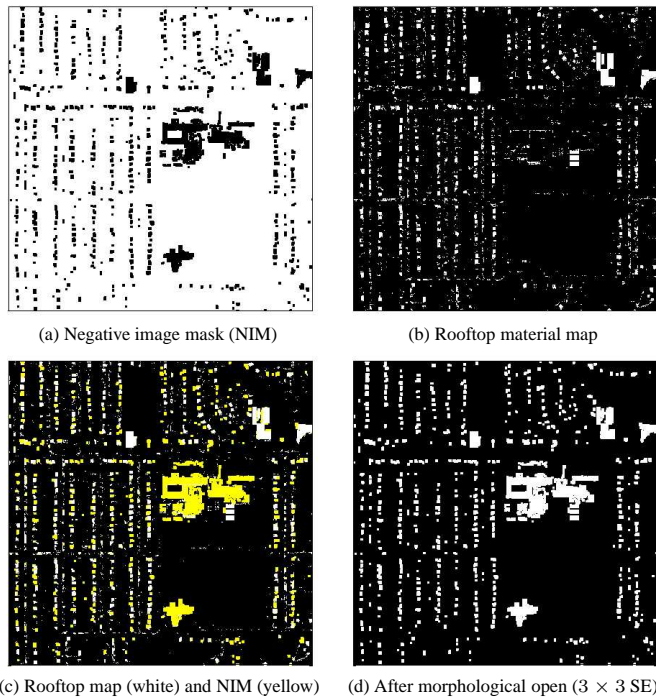 (a) Negative image mask (NIM)
(b) Rooftop material map
(c) Rooftop map (white) and NIM (yellow)
(d) After morphological open (3 × 3 SE)